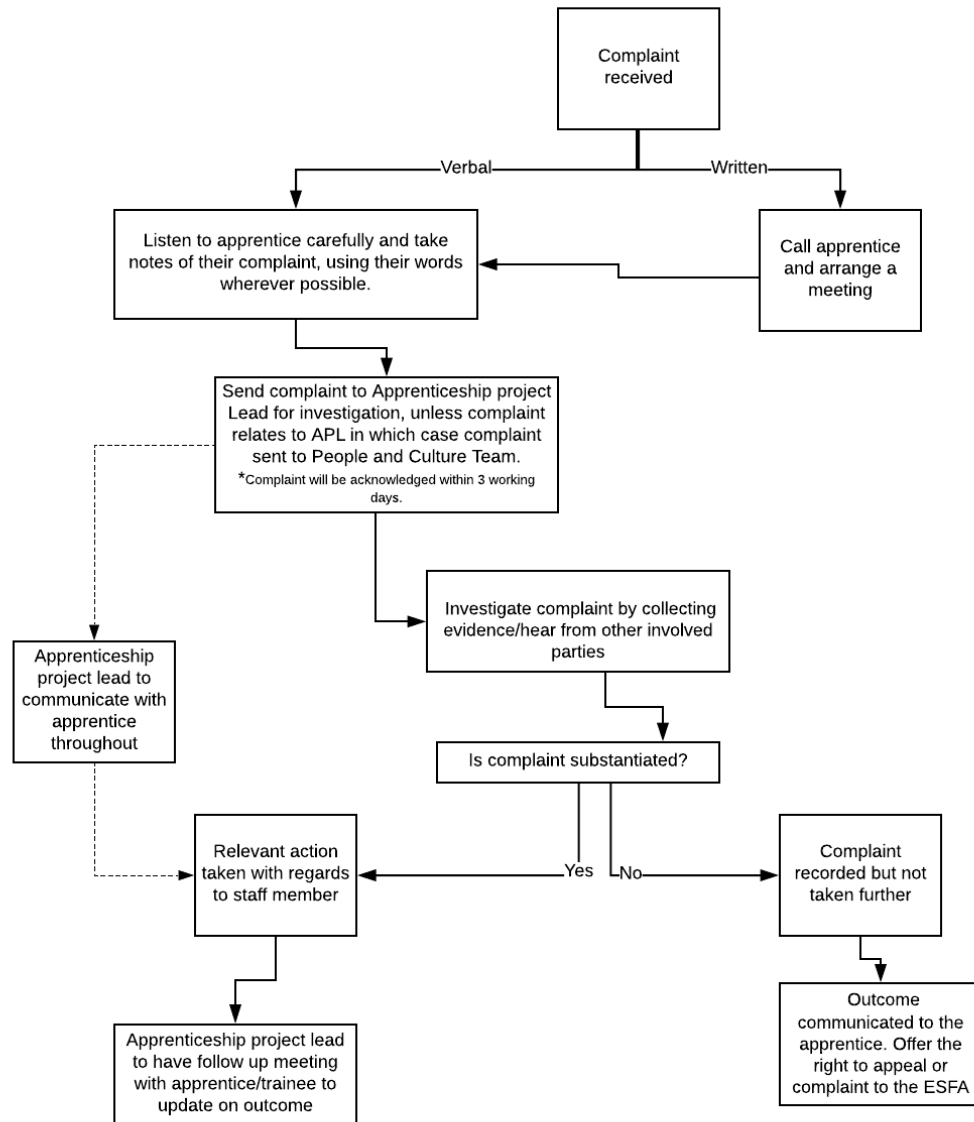 Complaint
received
Verbal
Written
Listen to apprentice carefully and take
notes of their complaint, using their words
wherever possible.
Call apprentice
and arrange a
meeting
Send complaint to Apprenticeship project
Lead for investigation, unless complaint
relates to APL in which case complaint
sent to People and Culture Team.
*Complaint will be acknowledged within 3 working
days.
Investigate complaint by collecting
evidence/hear from other involved
parties
Apprenticeship
project lead to
communicate with
apprentice
throughout
Is complaint substantiated?
Yes
No
Relevant action
taken with regards
to staff member
Complaint
recorded but not
taken further
Apprenticeship project lead
to have follow up meeting
with apprentice/trainee to
update on outcome
Outcome
communicated to the
apprentice. Offer the
right to appeal or
complaint to the ESFA